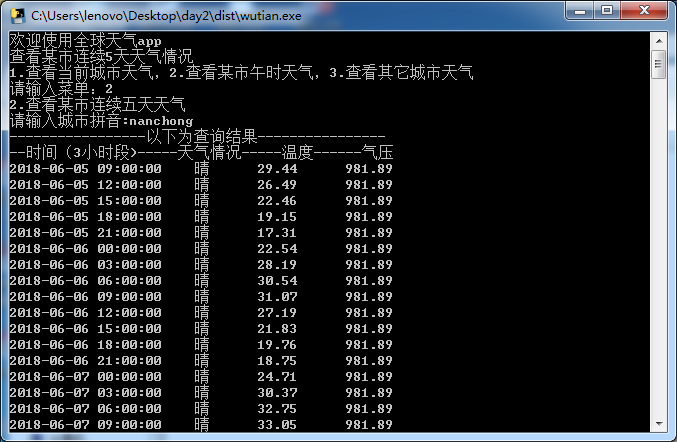 C:\Users\lenovo\Desktop\day2\dist\wutian.exe
欢迎使用全球天气app
查看某市连续5天天气情况
1.查看当前城市天气，2.查看某市午时天气，3.查看其它城市天气
请输入菜单：2
2.查看某市连续五天天气
请输入城市拼音:nanchong
-----------------以下为查询结果----------------
--时间（3小时段)-----天气情况-----温度------气压
2018-06-05 09:00:00 晴 29.44 981.89
2018-06-05 12:00:00 晴 26.49 981.89
2018-06-05 15:00:00 晴 22.46 981.89
2018-06-05 18:00:00 晴 19.15 981.89
2018-06-05 21:00:00 晴 17.31 981.89
2018-06-06 00:00:00 晴 22.54 981.89
2018-06-06 03:00:00 晴 28.19 981.89
2018-06-06 06:00:00 晴 30.54 981.89
2018-06-06 09:00:00 晴 31.07 981.89
2018-06-06 12:00:00 晴 27.19 981.89
2018-06-06 15:00:00 晴 21.83 981.89
2018-06-06 18:00:00 晴 19.76 981.89
2018-06-06 21:00:00 晴 18.75 981.89
2018-06-07 00:00:00 晴 24.71 981.89
2018-06-07 03:00:00 晴 30.37 981.89
2018-06-07 06:00:00 晴 32.75 981.89
2018-06-07 09:00:00 晴 33.05 981.89